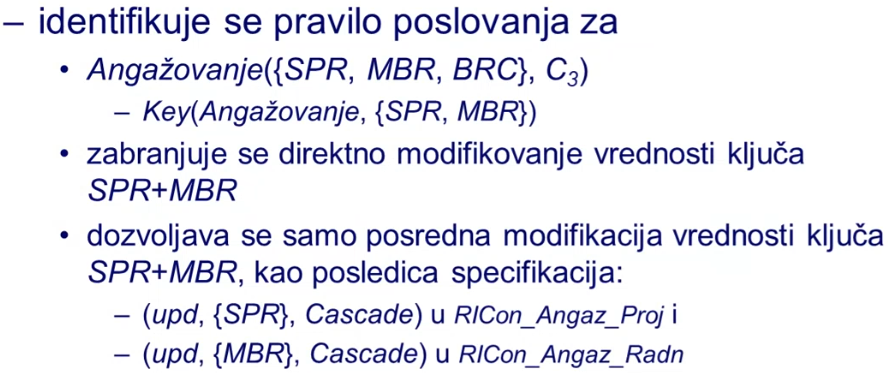 – identifikuje se pravilo poslovanja za
• Angažovanje({SPR, MBR, BRC}, C₃)
– Key(Angažovanje, {SPR, MBR})
• zabranjuje se direktno modifikovanje vrednosti ključa
SPR+MBR
• dozvoljava se samo posredna modifikacija vrednosti ključa
SPR+MBR, kao posledica specifikacija:
– (upd, {SPR}, Cascade) u RICon_Angaz_Proj i
– (upd, {MBR}, Cascade) u RICon_Angaz_Radn